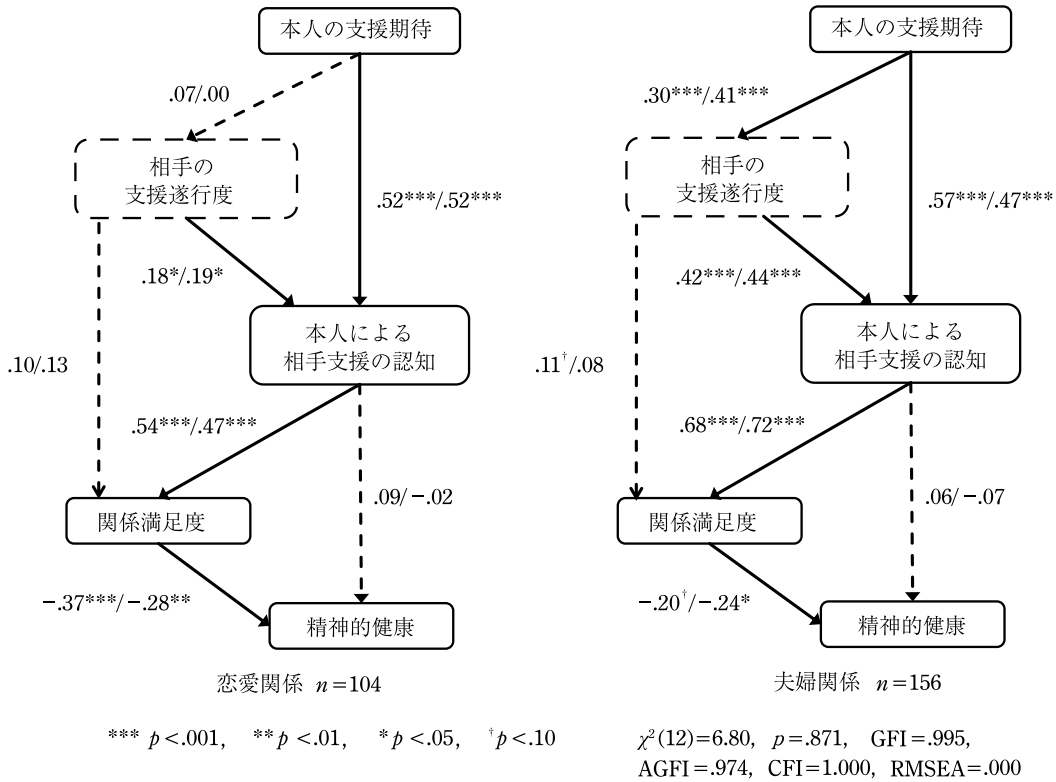 本人の支援期待
.07/.00
相手の
支援遂行度
.52***/.52***
.18*/.19*
本人による
相手支援の認知
.10/.13
.54***/.47***
.09/−.02
関係満足度
−.37***/−.28**
精神的健康
恋愛関係 n=104
本人の支援期待
.30***/.41***
相手の
支援遂行度
.57***/.47***
.42***/.44***
本人による
相手支援の認知
.11†/.08
.68***/.72***
.06/−.07
関係満足度
−.20†/−.24*
精神的健康
夫婦関係 n=156
*** p<.001, **p<.01, *p<.05, †p<.10
χ²(12)=6.80, p=.871, GFI=.995,
AGFI=.974, CFI=1.000, RMSEA=.000